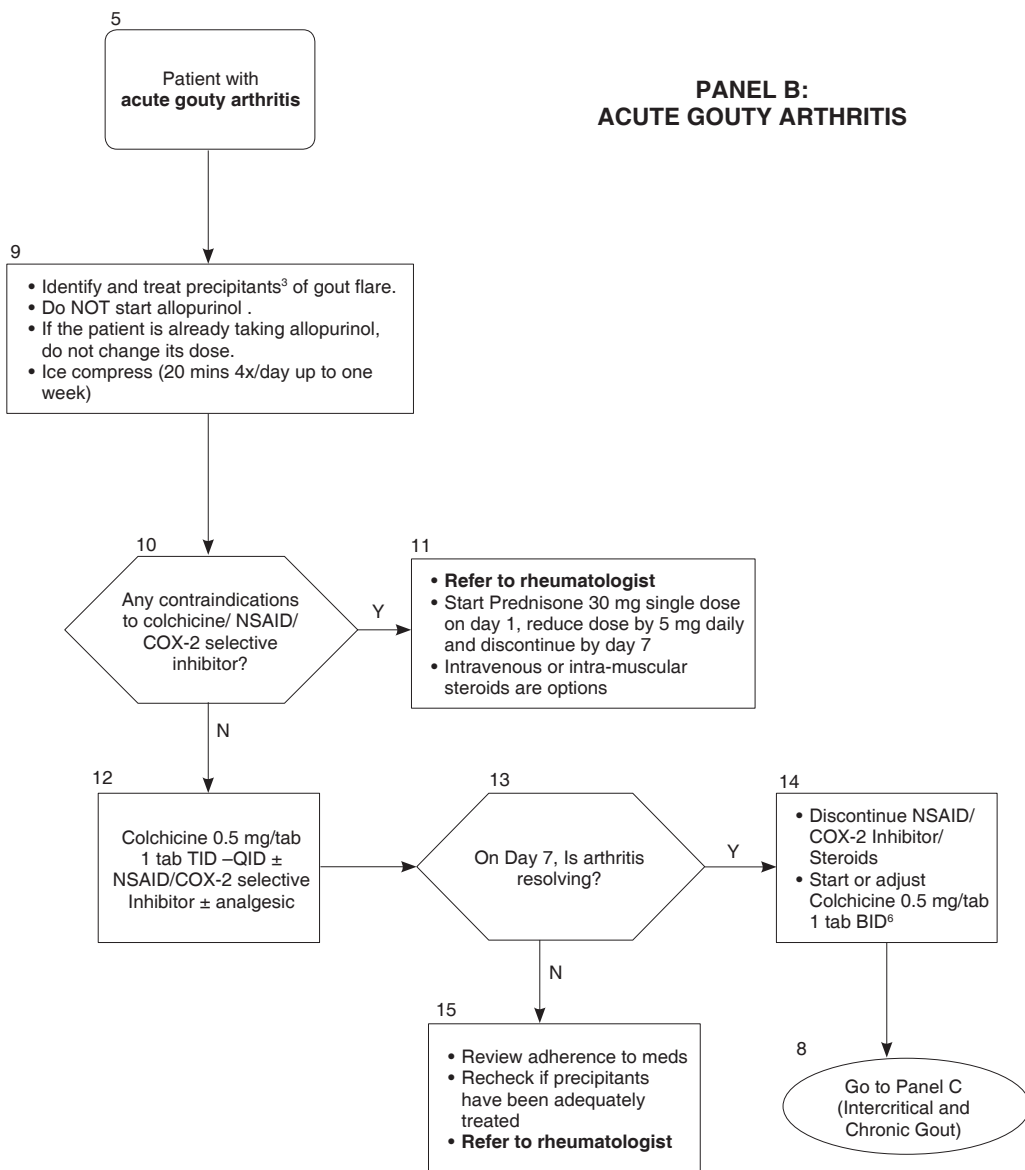 5
Patient with
acute gouty arthritis
PANEL B:
ACUTE GOUTY ARTHRITIS
9
• Identify and treat precipitants³ of gout flare.
• Do NOT start allopurinol .
• If the patient is already taking allopurinol,
do not change its dose.
• Ice compress (20 mins 4x/day up to one
week)
10
Any contraindications
to colchicine/ NSAID/
COX-2 selective
inhibitor?
Y
11
• Refer to rheumatologist
• Start Prednisone 30 mg single dose
on day 1, reduce dose by 5 mg daily
and discontinue by day 7
• Intravenous or intra-muscular
steroids are options
N
12
Colchicine 0.5 mg/tab
1 tab TID –QID ±
NSAID/COX-2 selective
Inhibitor ± analgesic
13
On Day 7, Is arthritis
resolving?
Y
14
• Discontinue NSAID/
COX-2 Inhibitor/
Steroids
• Start or adjust
Colchicine 0.5 mg/tab
1 tab BID⁶
N
15
• Review adherence to meds
• Recheck if precipitants
have been adequately
treated
• Refer to rheumatologist
8
Go to Panel C
(Intercritical and
Chronic Gout)